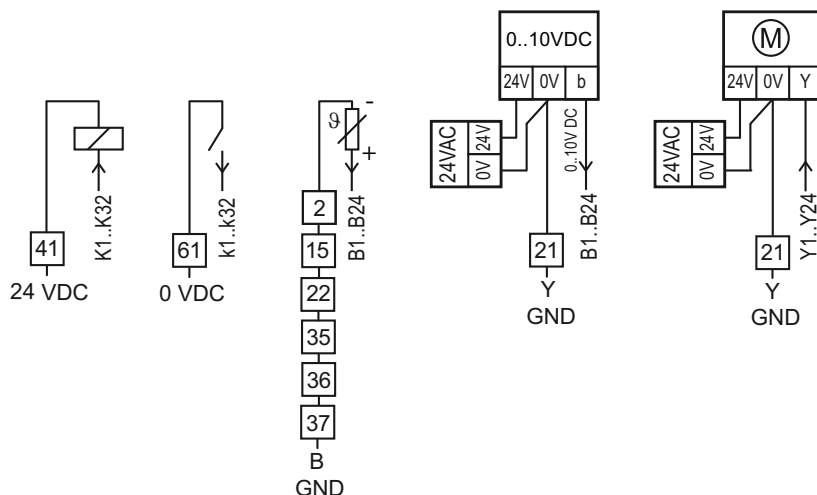 41
24 VDC
K1..K32
61
0 VDC
k1..k32
ϑ
-
+
B1..B24
2
15
22
35
36
37
B
GND
0..10VDC
24V 0V b
24VAC
24V
0V
0..10V DC
B1..B24
21
Y
GND
M
24V 0V Y
24VAC
24V
0V
Y1..Y24
21
Y
GND